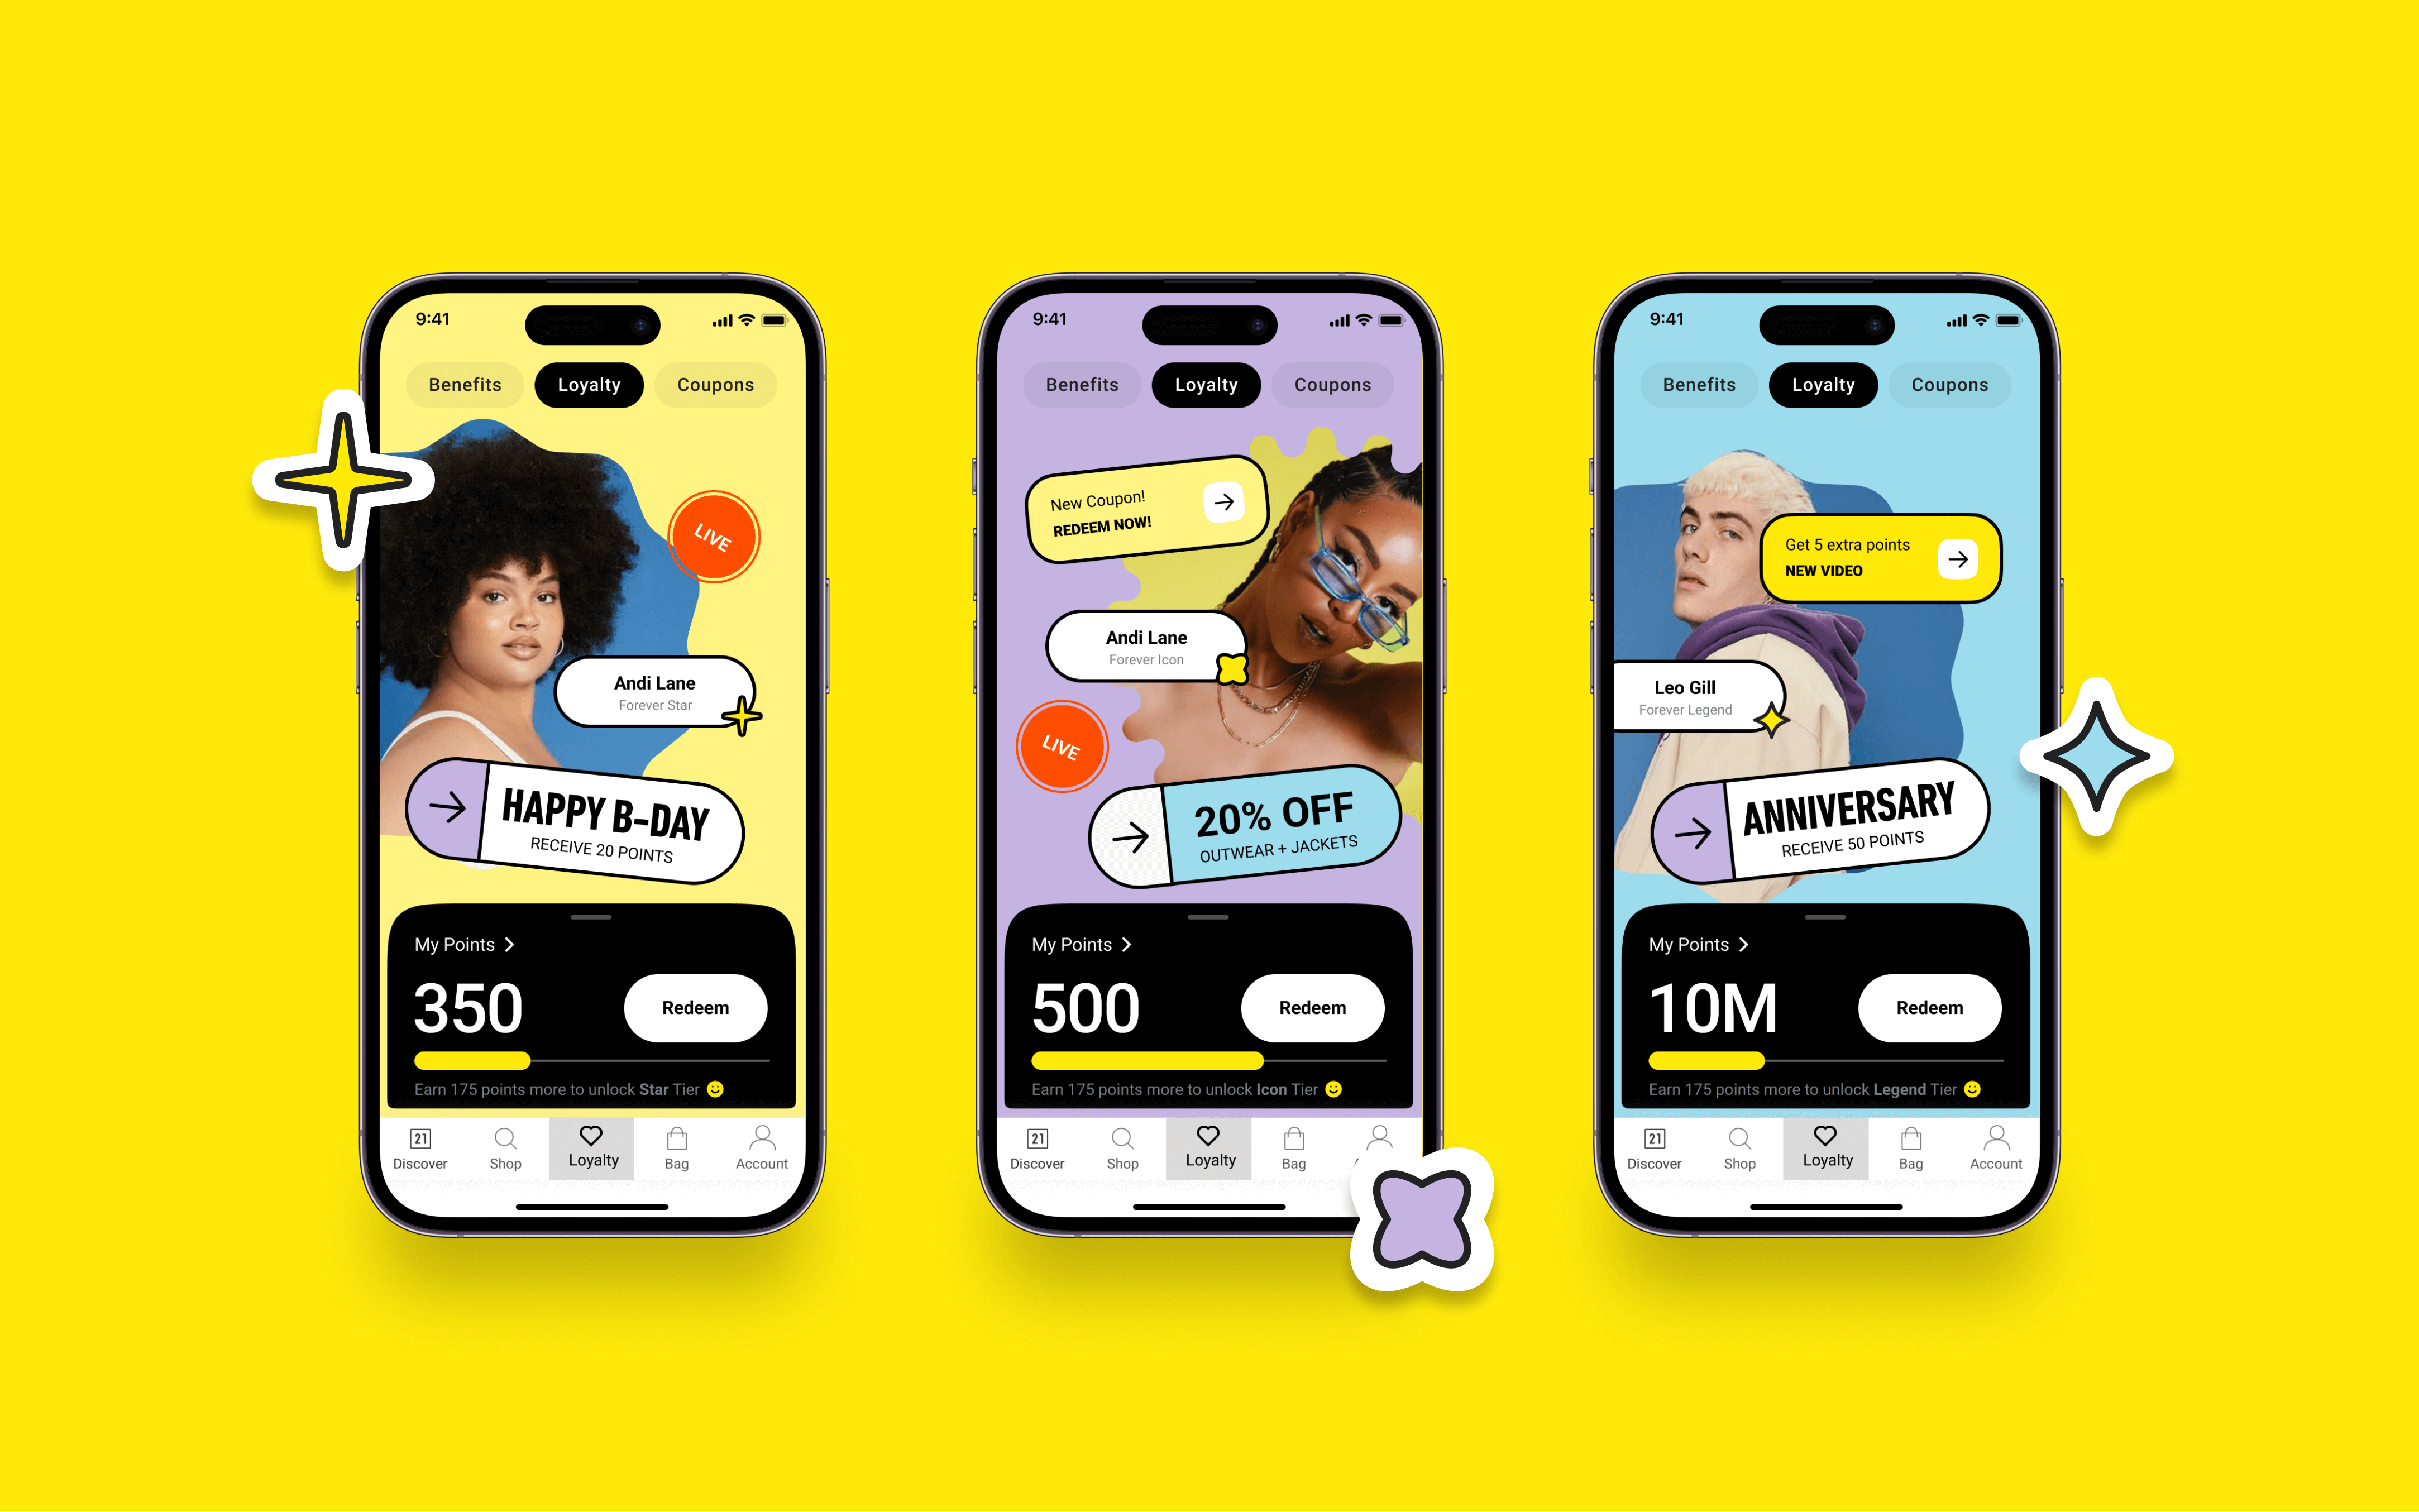 9:41
Benefits
Loyalty
Coupons
LIVE
Andi Lane
Forever Star
HAPPY B-DAY
RECEIVE 20 POINTS
My Points
350
Redeem
Earn 175 points more to unlock Star Tier
21
Discover
Shop
Loyalty
Bag
Account
9:41
Benefits
Loyalty
Coupons
New Coupon!
REDEEM NOW!
Andi Lane
Forever Icon
LIVE
20% OFF
OUTWEAR + JACKETS
My Points
500
Redeem
Earn 175 points more to unlock Icon Tier
21
Discover
Shop
Loyalty
Bag
9:41
Benefits
Loyalty
Coupons
Get 5 extra points
NEW VIDEO
Leo Gill
Forever Legend
ANNIVERSARY
RECEIVE 50 POINTS
My Points
10M
Redeem
Earn 175 points more to unlock Legend Tier
21
Discover
Shop
Loyalty
Bag
Account